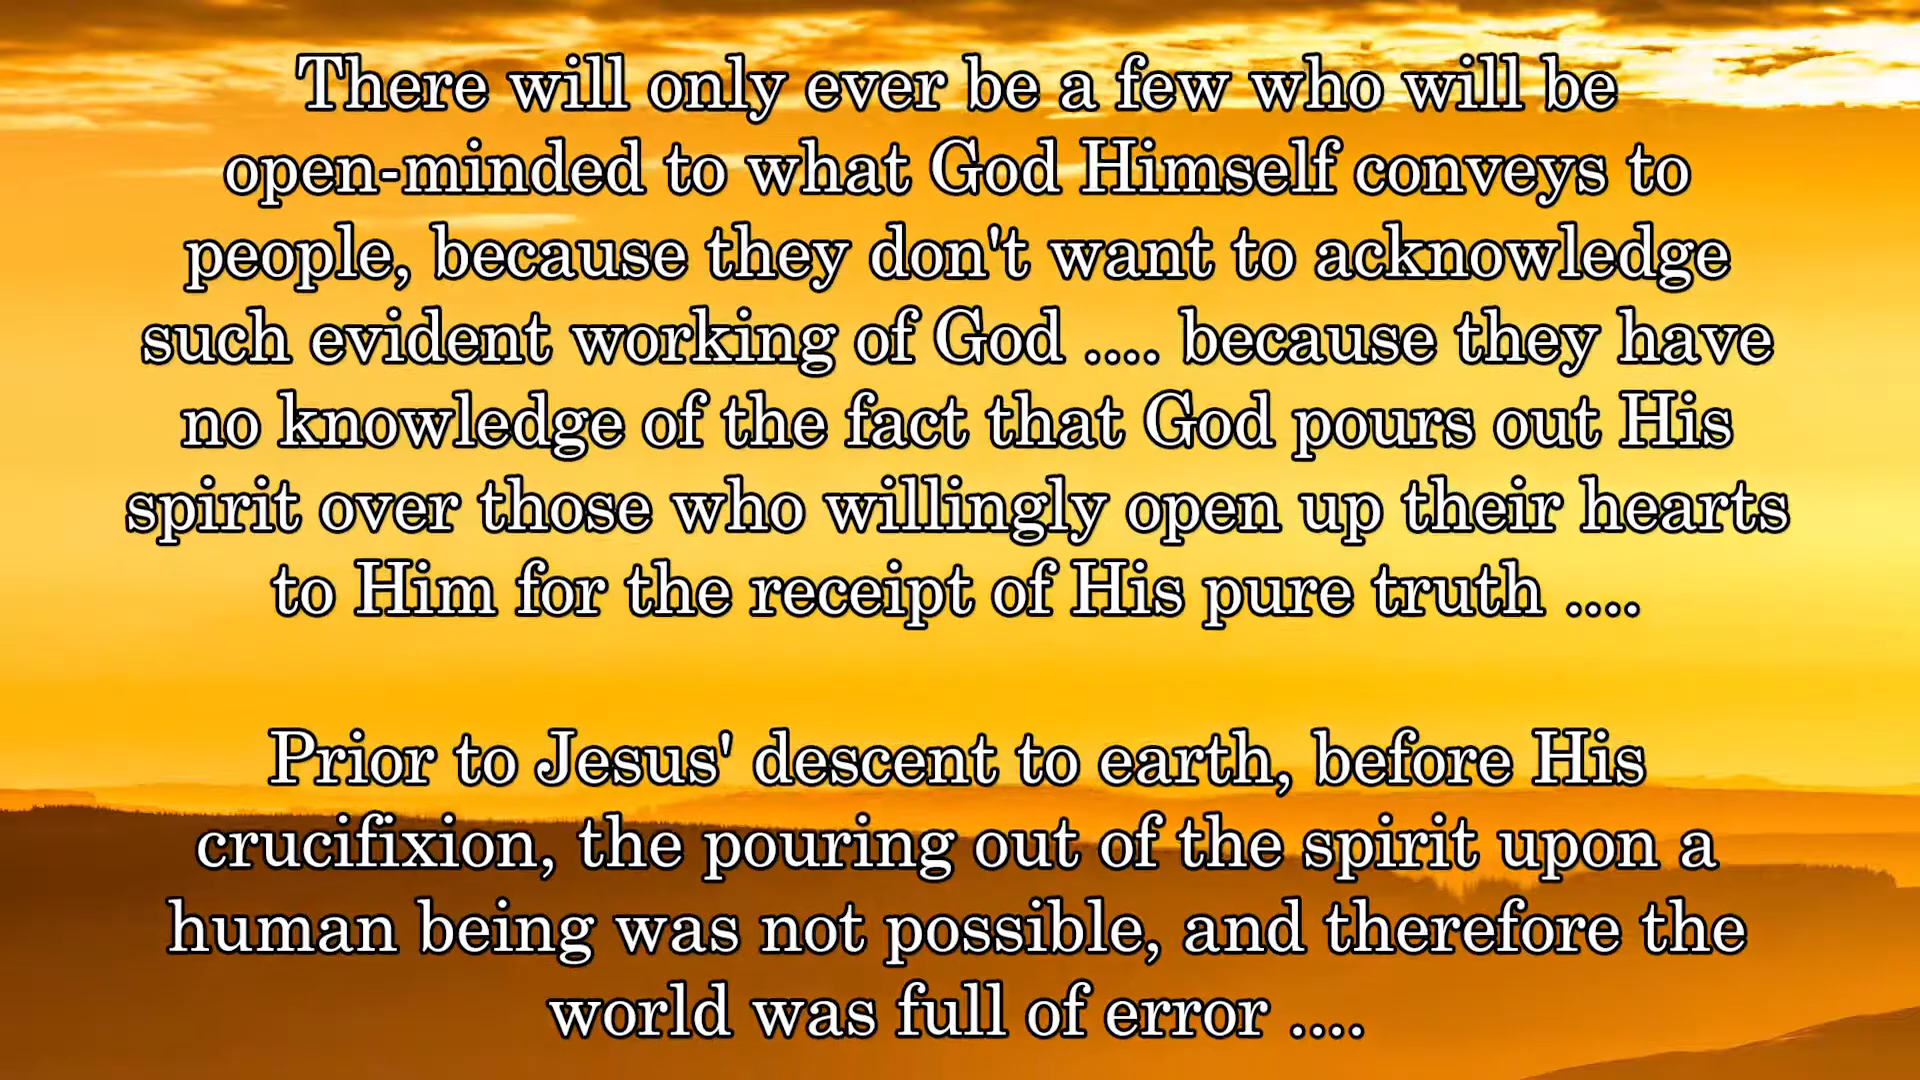 There will only ever be a few who will be
open-minded to what God Himself conveys to
people, because they don't want to acknowledge
such evident working of God .... because they have
no knowledge of the fact that God pours out His
spirit over those who willingly open up their hearts
to Him for the receipt of His pure truth ....
Prior to Jesus' descent to earth, before His
crucifixion, the pouring out of the spirit upon a
human being was not possible, and therefore the
world was full of error ....